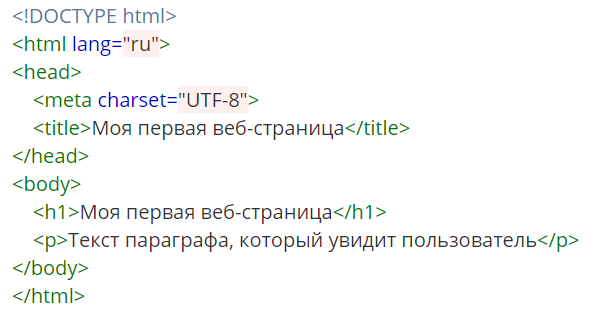 <!DOCTYPE html>
<html lang="ru">
<head>
<meta charset="UTF-8">
<title>Моя первая веб-страница</title>
</head>
<body>
<h1>Моя первая веб-страница</h1>
<p>Текст параграфа, который увидит пользователь</p>
</body>
</html>